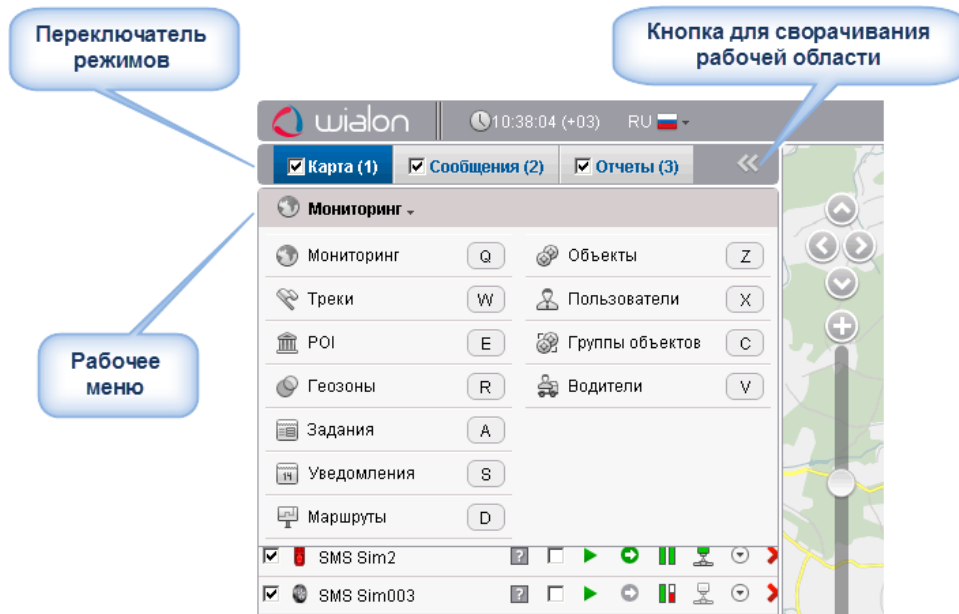 Переключатель
режимов
Кнопка для сворачивания
рабочей области
wialon 10:38:04 (+03) RU
Карта (1) Сообщения (2) Отчеты (3)
Мониторинг
Мониторинг Q Объекты Z
Треки W Пользователи X
POI E Группы объектов C
Геозоны R Водители V
Задания A
14 Уведомления S
Маршруты D
Рабочее
меню
SMS Sim2 ?
SMS Sim003 ?